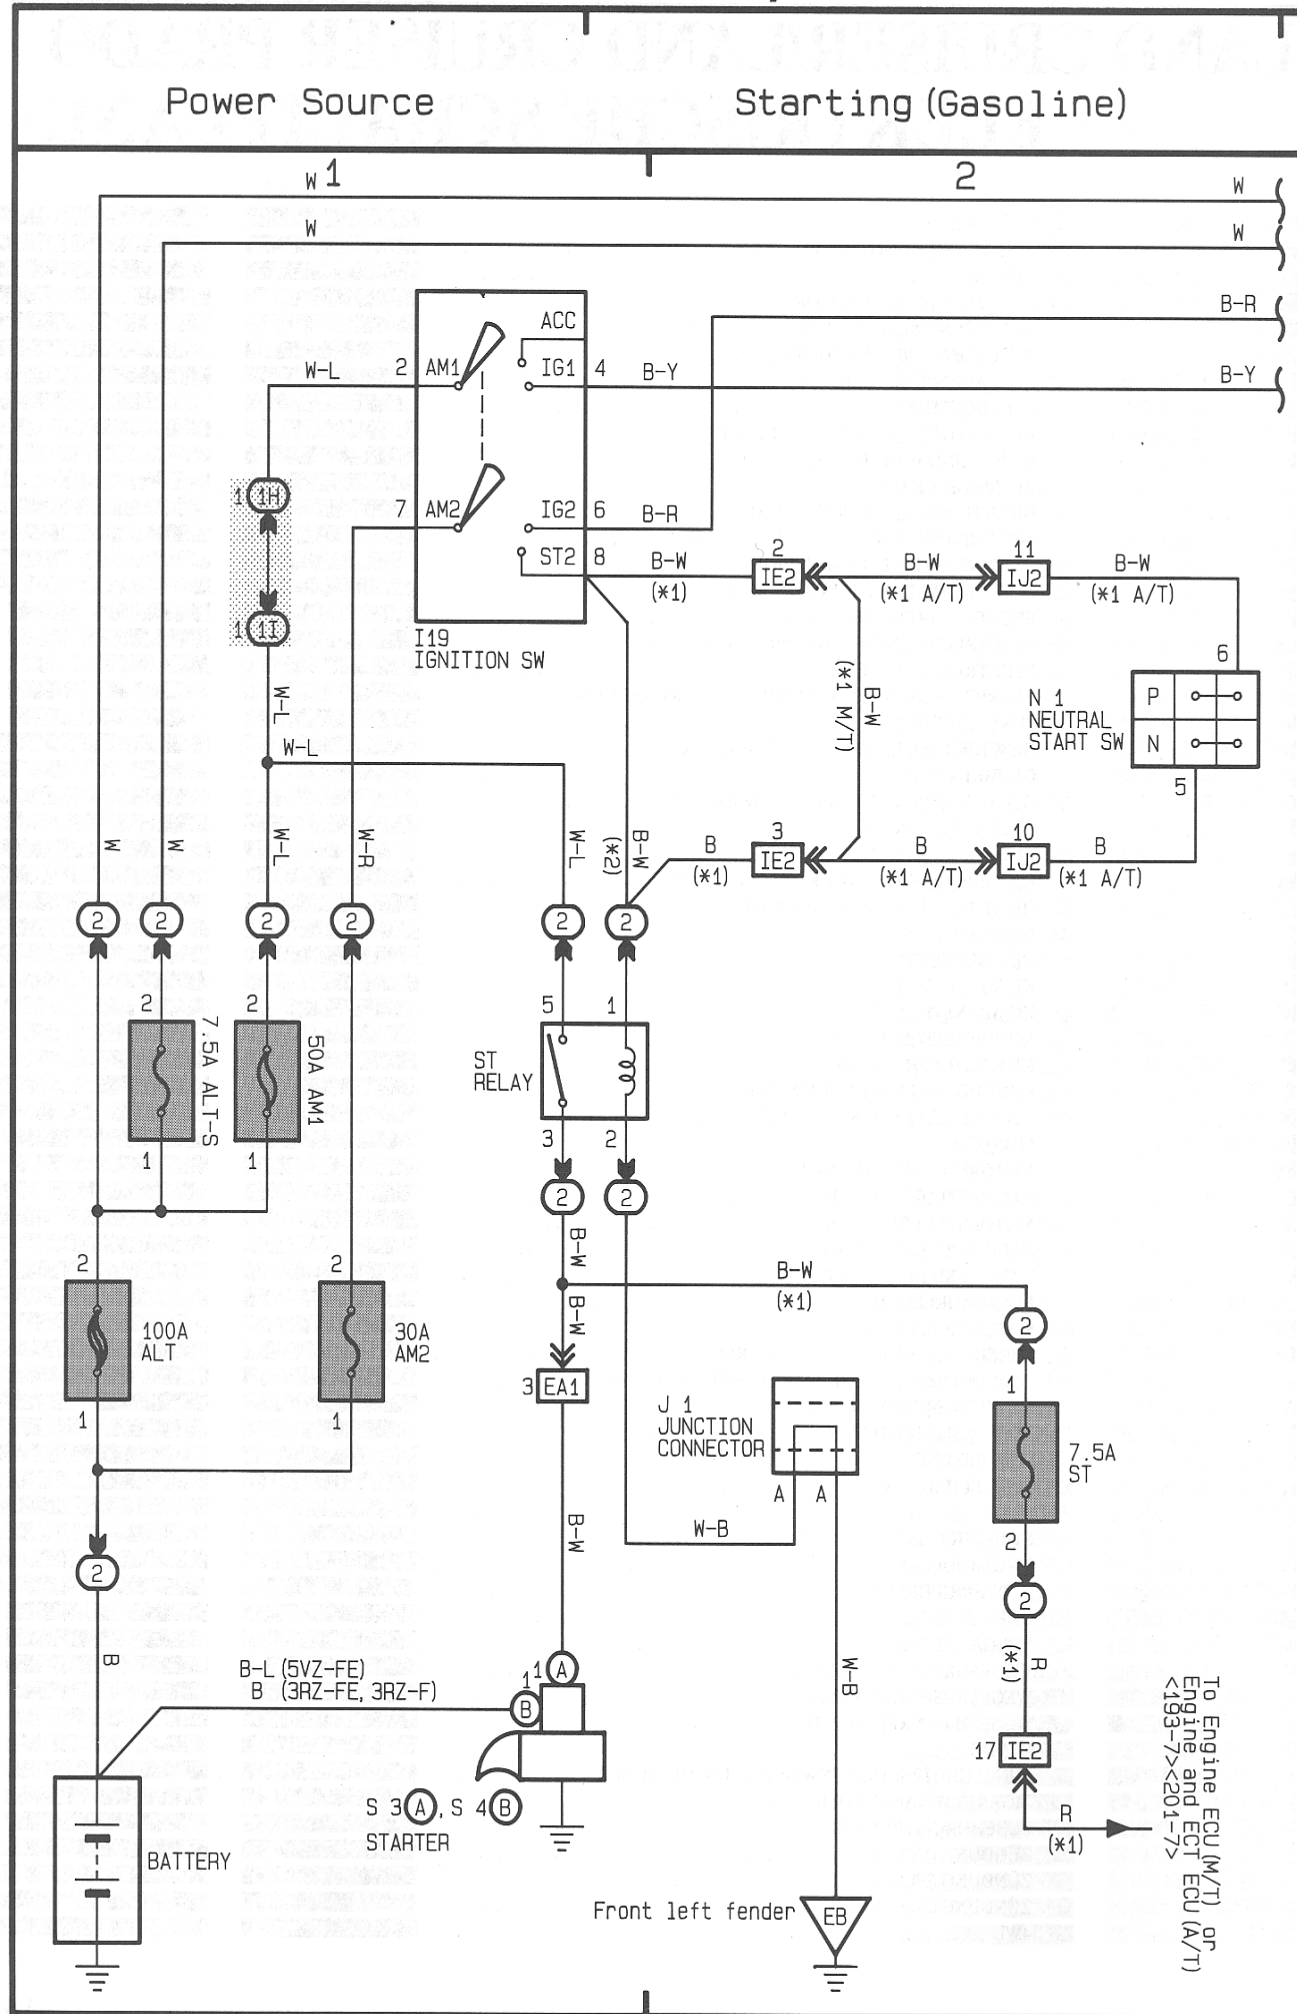 Power Source
Starting (Gasoline)
1
2
W
W
W
W
B-R
ACC
2 AM1
IG1 4
W-L
B-Y
B-Y
1 1H
7 AM2
IG2 6
B-R
ST2 8
B-W
(*1)
2
IE2
B-W
(*1 A/T)
11
IJ2
B-W
(*1 A/T)
1 1I
I19
IGNITION SW
6
W-L
B-W
(*1 M/T)
N 1
NEUTRAL
START SW
P
N
5
W-L
W
W
W-L
W-R
W-L
B-W
(*2)
B
(*1)
3
IE2
B
(*1 A/T)
10
IJ2
B
(*1 A/T)
2
2
2
2
2
2
2
7.5A ALT-S
1
2
50A AM1
1
5
1
ST
RELAY
3
2
2
2
B-W
B-W
(*1)
B-W
2
100A
ALT
1
2
30A
AM2
1
3 EA1
2
1
7.5A
ST
2
2
J 1
JUNCTION
CONNECTOR
A
A
B-W
W-B
2
B
B-L (5VZ-FE)
B (3RZ-FE, 3RZ-F)
1 A
B
W-B
R
(*1)
17 IE2
R
(*1)
To Engine ECU (M/T) or
Engine and ECT ECU (A/T)
<193-7><201-7>
S 3 A, S 4 B
STARTER
BATTERY
Front left fender
EB